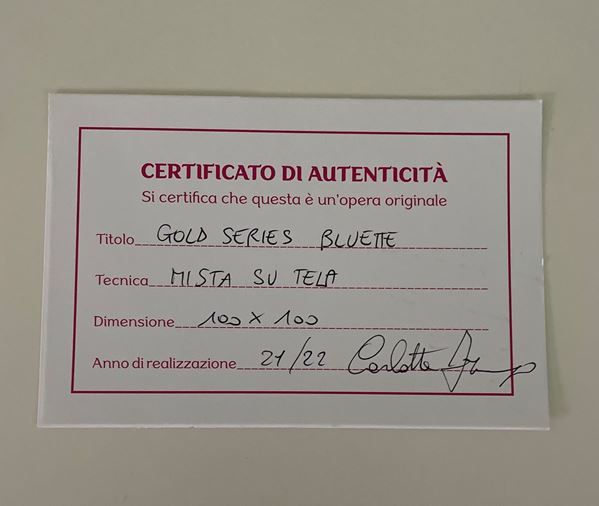 CERTIFICATO DI AUTENTICITÀ
Si certifica che questa è un'opera originale
Titolo GOLD SERIES BLUETTE
Tecnica MISTA SU TELA
Dimensione 100 x 100
Anno di realizzazione 21/22 Carlotta